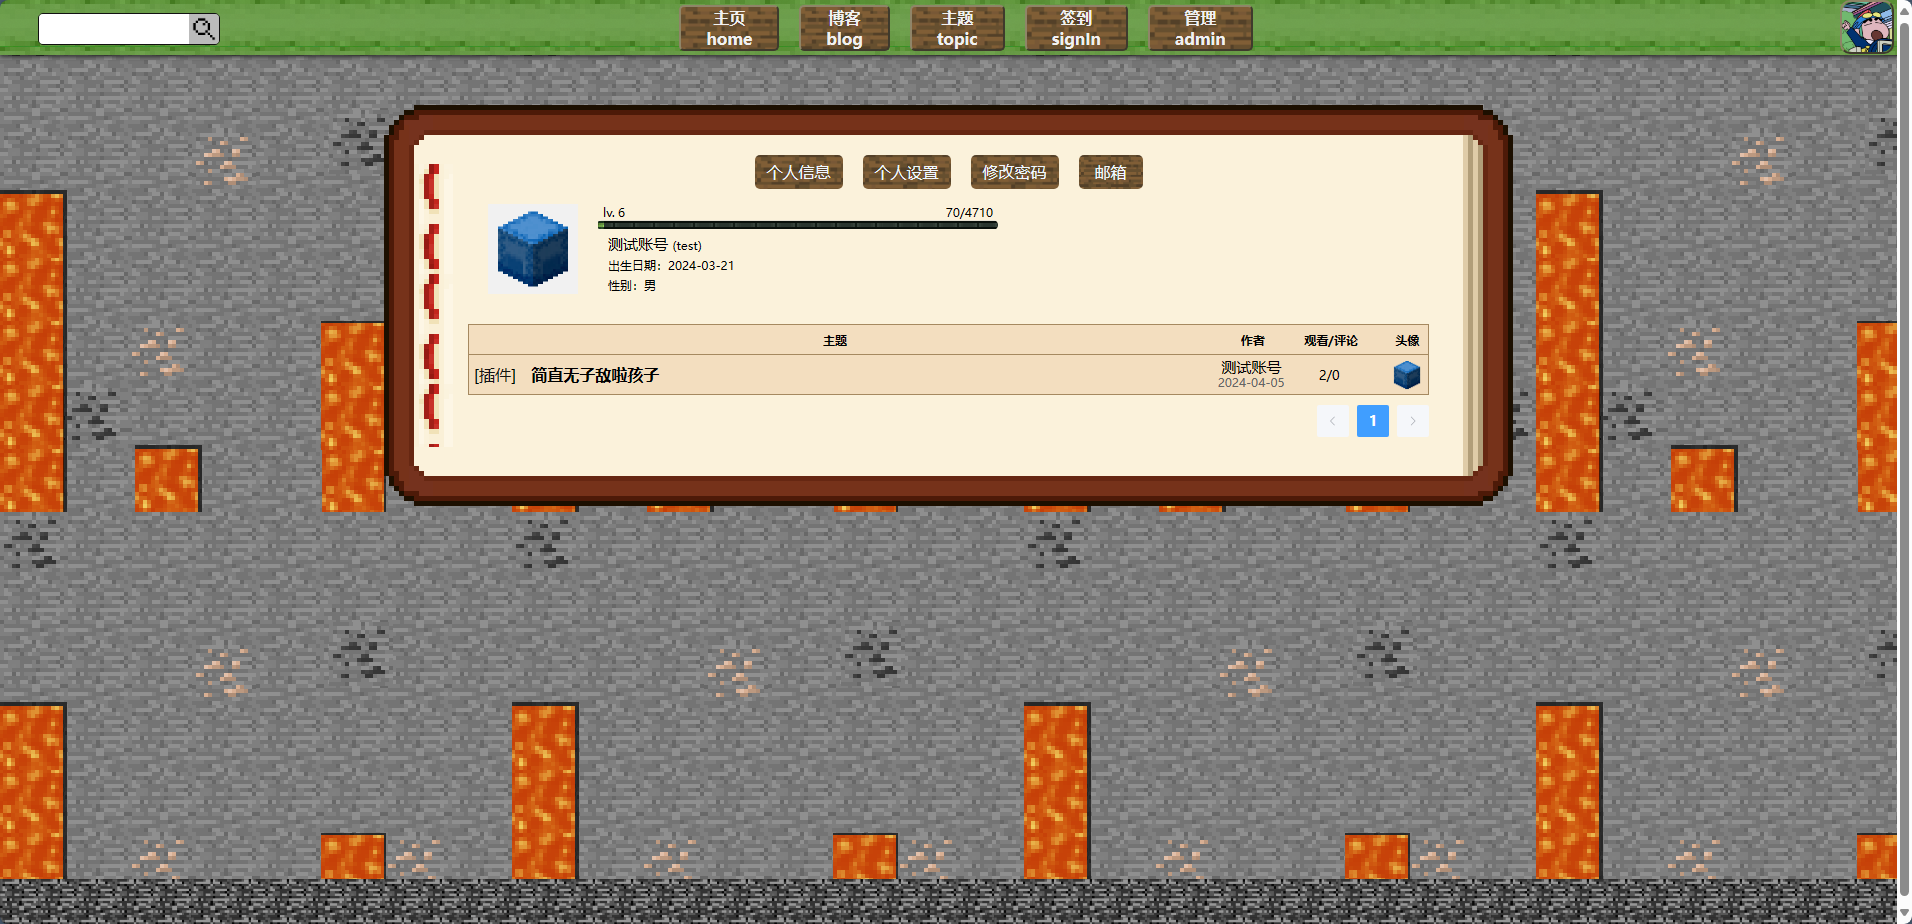 主页 博客 主题 签到 管理
home blog topic signIn admin
个人信息 个人设置 修改密码 邮箱
lv. 6 70/4710
测试账号 (test)
出生日期：2024-03-21
性别：男
主题 作者 观看/评论 头像
[插件] 简直无子敌啦孩子 测试账号 2/0
2024-04-05
1